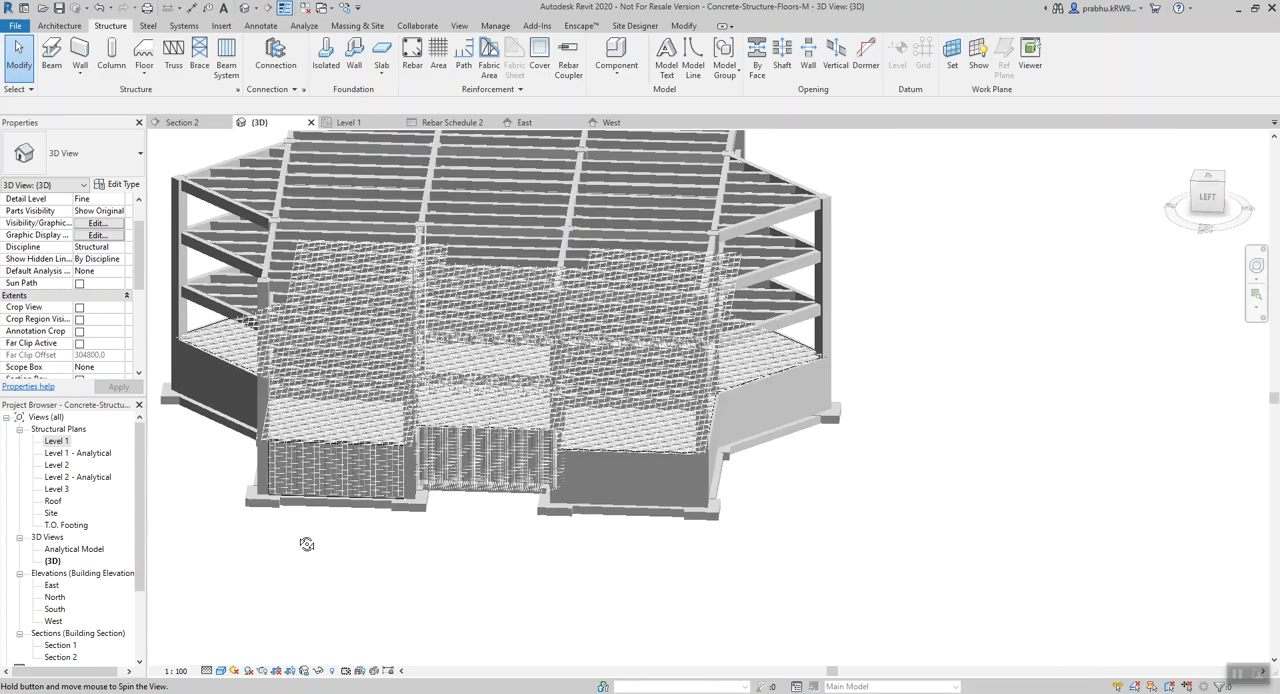 Autodesk Revit 2020 - Not For Resale Version - Concrete-Structure-Floors-M - 3D View: {3D}
prabhu.kRW9...
File Architecture Structure Steel Systems Insert Annotate Analyze Massing & Site Collaborate View Manage Add-Ins Enscape™ Site Designer Modify
Modify Beam Wall Column Floor Truss Brace Beam System Connection Isolated Wall Slab Rebar Area Path Fabric Area Fabric Sheet Cover Rebar Coupler Component Model Text Model Line Model Group By Face Shaft Wall Vertical Dormer Level Grid Set Show Ref Plane Viewer
Select Structure Connection Foundation Reinforcement Model Opening Datum Work Plane
Properties
Section 2 {3D} Level 1 Rebar Schedule 2 East West
3D View
3D View: {3D} Edit Type
Detail Level Fine
Parts Visibility Show Original
Visibility/Graphic... Edit...
Graphic Display ... Edit...
Discipline Structural
Show Hidden Lin... By Discipline
Default Analysis ... None
Sun Path
Extents
Crop View
Crop Region Visi...
Annotation Crop
Far Clip Active
Far Clip Offset 304800.0
Scope Box None
Properties help Apply
Project Browser - Concrete-Structu...
Views (all)
Structural Plans
Level 1
Level 1 - Analytical
Level 2
Level 2 - Analytical
Level 3
Roof
Site
T.O. Footing
3D Views
Analytical Model
{3D}
Elevations (Building Elevation
East
North
South
West
Sections (Building Section)
Section 1
Section 2
LEFT
1 : 100
Hold button and move mouse to Spin the View.
:0
Main Model
:0